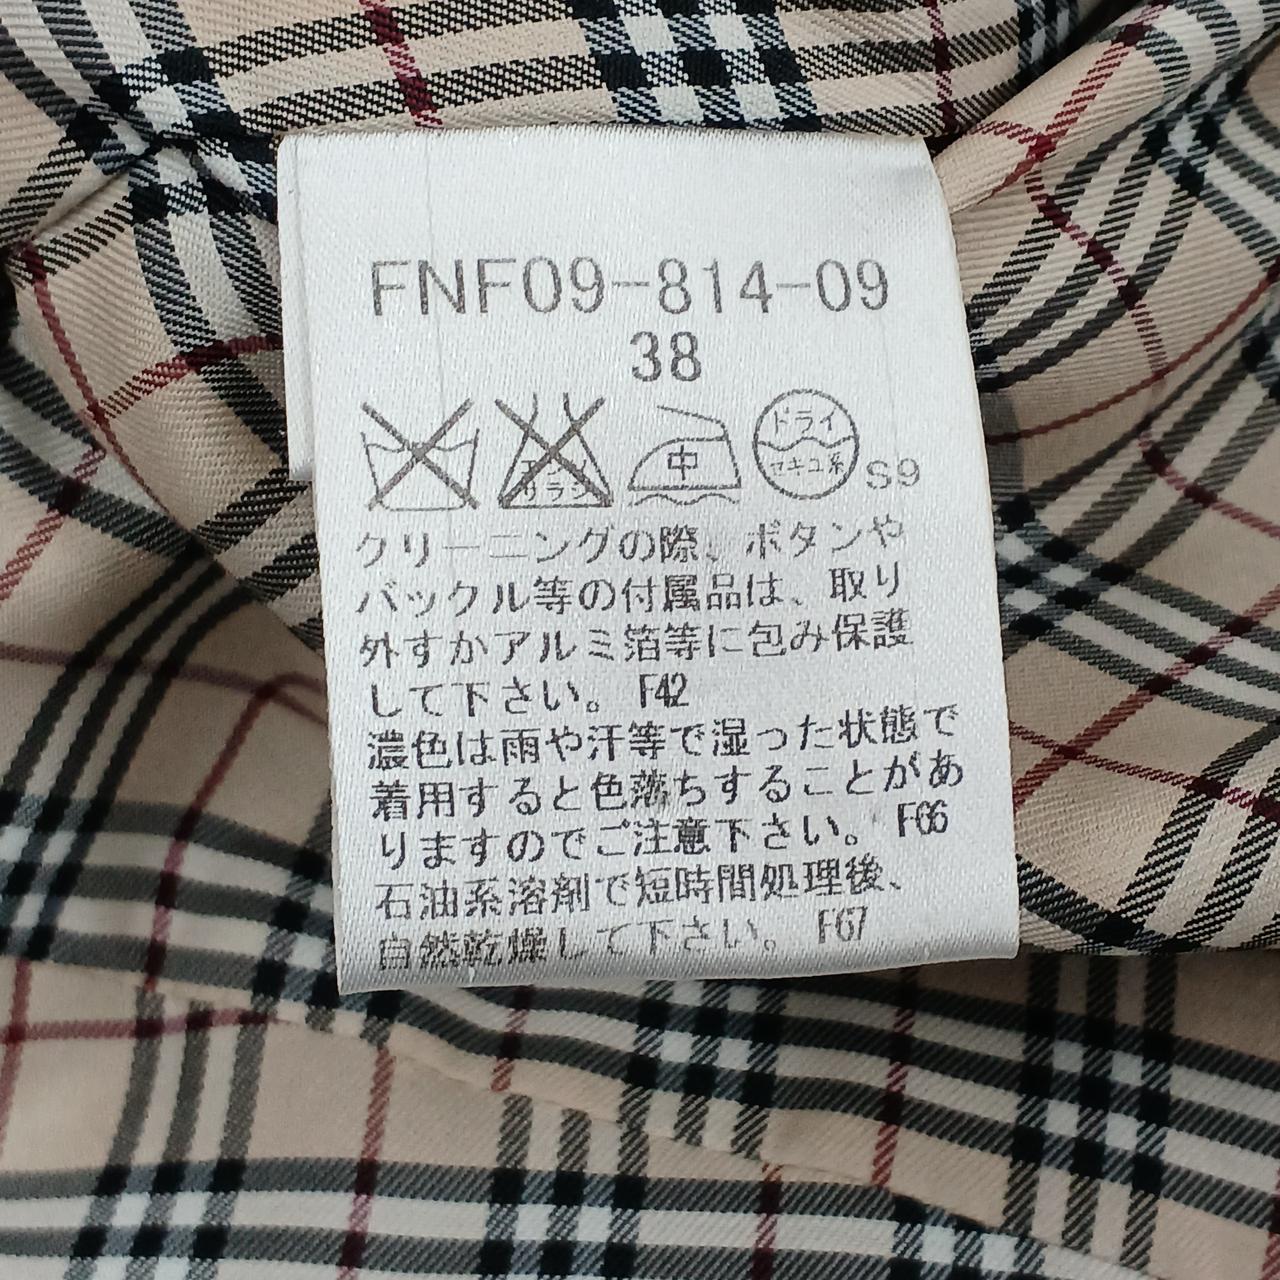 FNF09-814-09
38
中
ドライ
セキユ系
S9
クリーニングの際、ボタンや
バックル等の付属品は、取り
外すかアルミ箔等に包み保護
して下さい。 F42
濃色は雨や汗等で湿った状態で
着用すると色落ちすることがあ
りますのでご注意下さい。 F66
石油系溶剤で短時間処理後、
自然乾燥して下さい。 F67